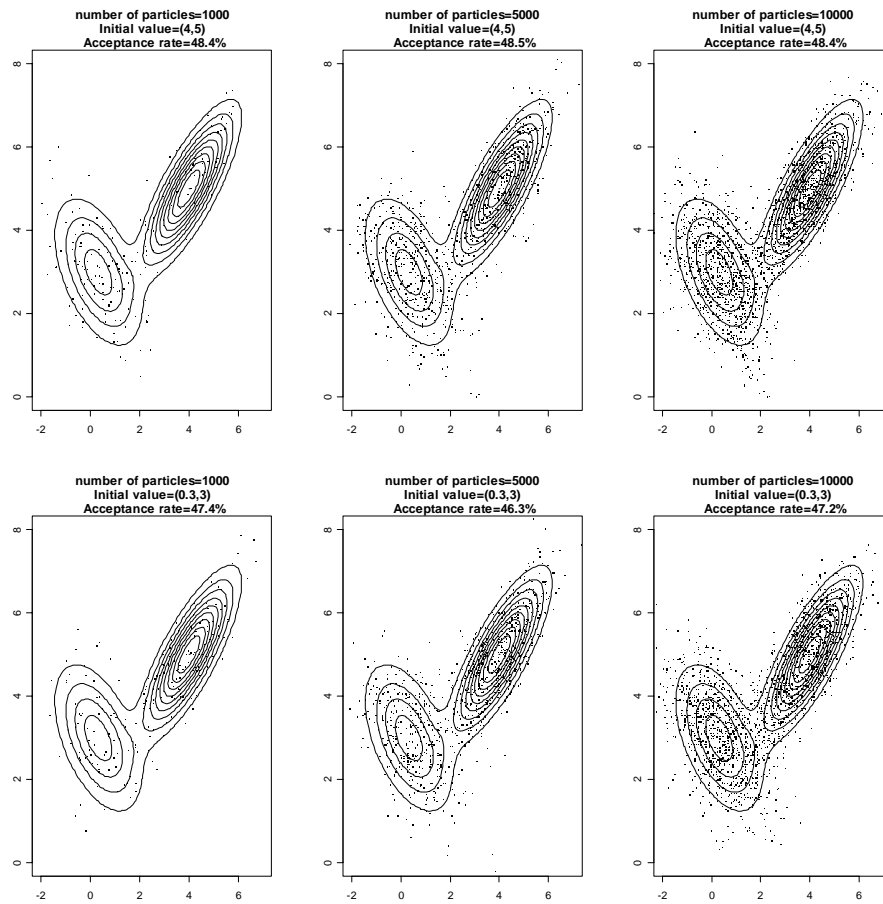 number of particles=1000
Initial value=(4,5)
Acceptance rate=48.4%
8
6
4
2
0
-2 0 2 4 6
number of particles=5000
Initial value=(4,5)
Acceptance rate=48.5%
8
6
4
2
0
-2 0 2 4 6
number of particles=10000
Initial value=(4,5)
Acceptance rate=48.4%
8
6
4
2
0
-2 0 2 4 6
number of particles=1000
Initial value=(0.3,3)
Acceptance rate=47.4%
8
6
4
2
0
-2 0 2 4 6
number of particles=5000
Initial value=(0.3,3)
Acceptance rate=46.3%
8
6
4
2
0
-2 0 2 4 6
number of particles=10000
Initial value=(0.3,3)
Acceptance rate=47.2%
8
6
4
2
0
-2 0 2 4 6